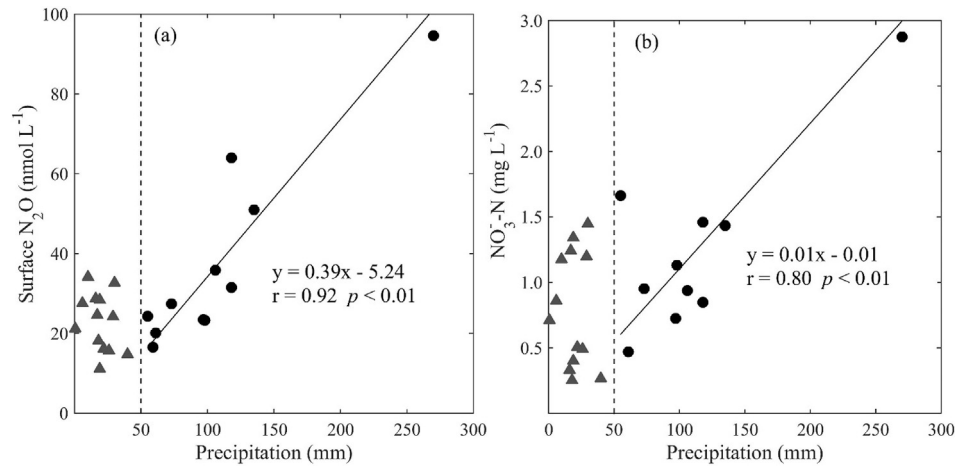 (a)
Surface N₂O (nmol L⁻¹)
100
80
60
40
20
0
y = 0.39x - 5.24
r = 0.92 p < 0.01
0 50 100 150 200 250 300
Precipitation (mm)
(b)
NO₃⁻-N (mg L⁻¹)
3.0
2.5
2.0
1.5
1.0
0.5
0
y = 0.01x - 0.01
r = 0.80 p < 0.01
0 50 100 150 200 250 300
Precipitation (mm)